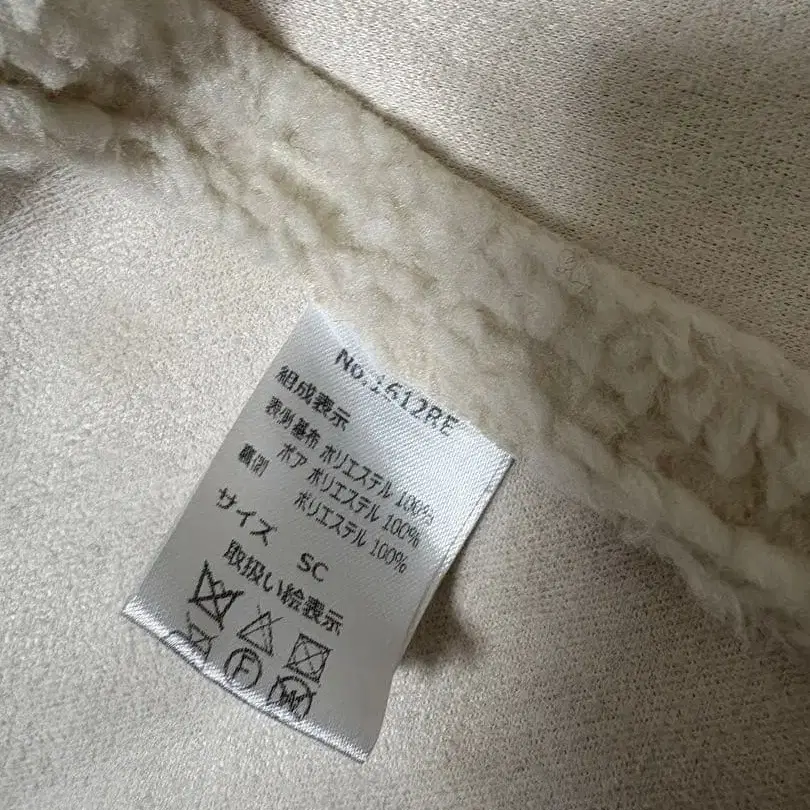 No.1612RE
組成表示
表側基布 ポリエステル 100%
ボア ポリエステル 100%
裏側 ポリエステル 100%
サイズ SC
取扱い絵表示
F
W